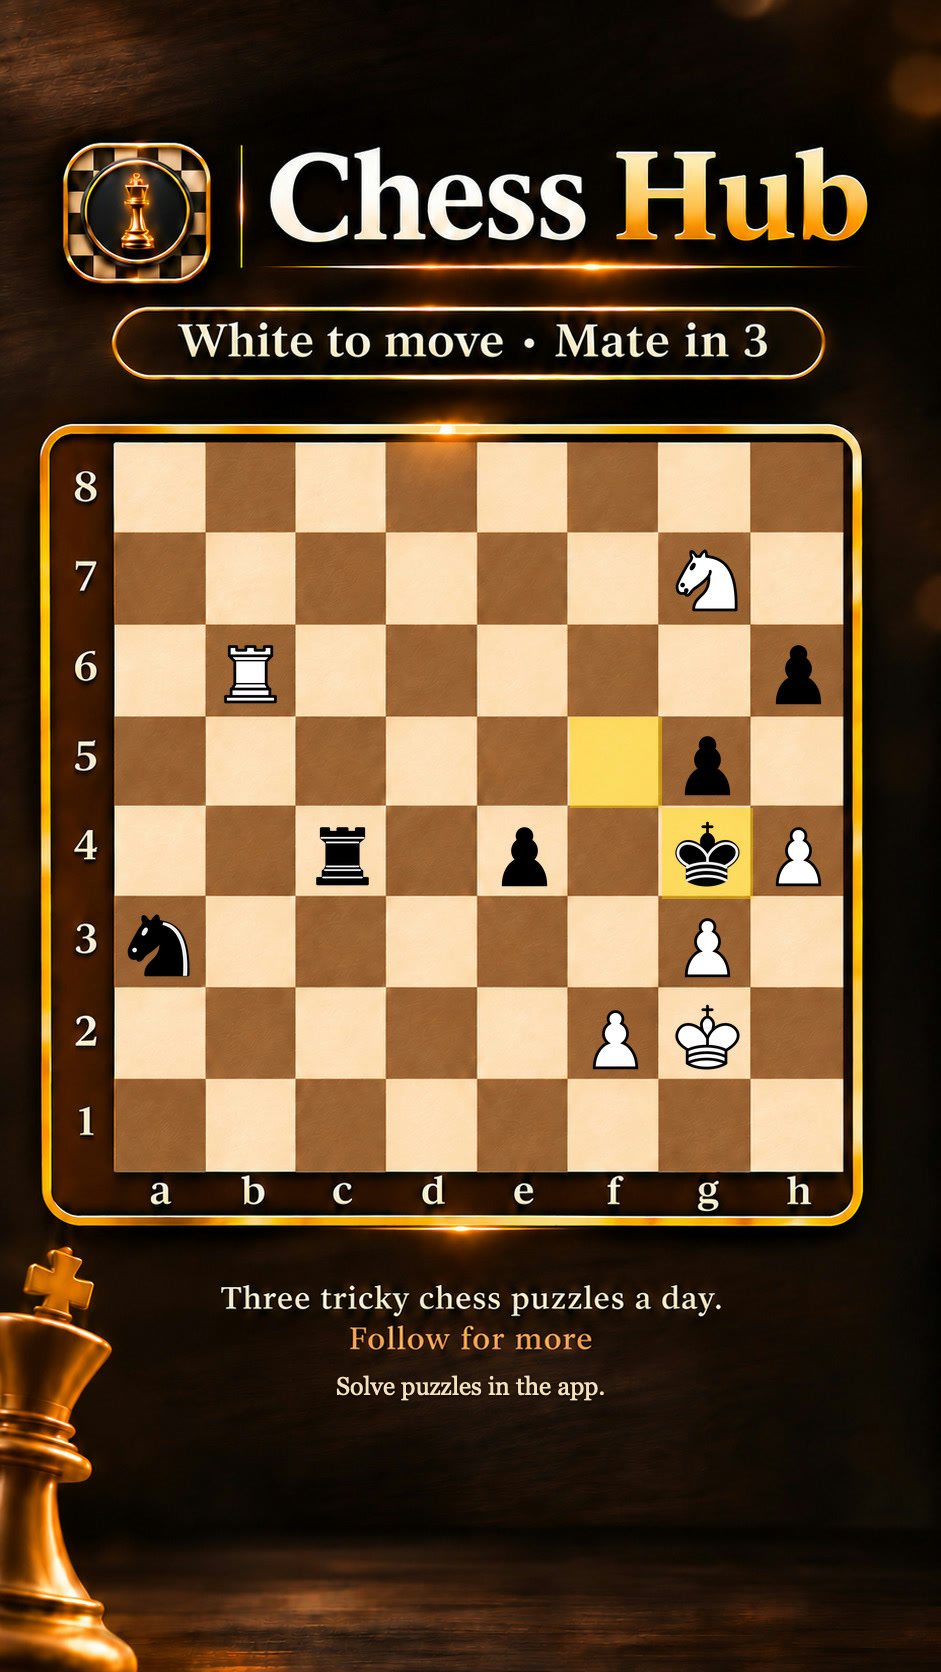 Chess Hub
White to move • Mate in 3
8
7
6
5
4
3
2
1
a b c d e f g h
Three tricky chess puzzles a day.
Follow for more
Solve puzzles in the app.